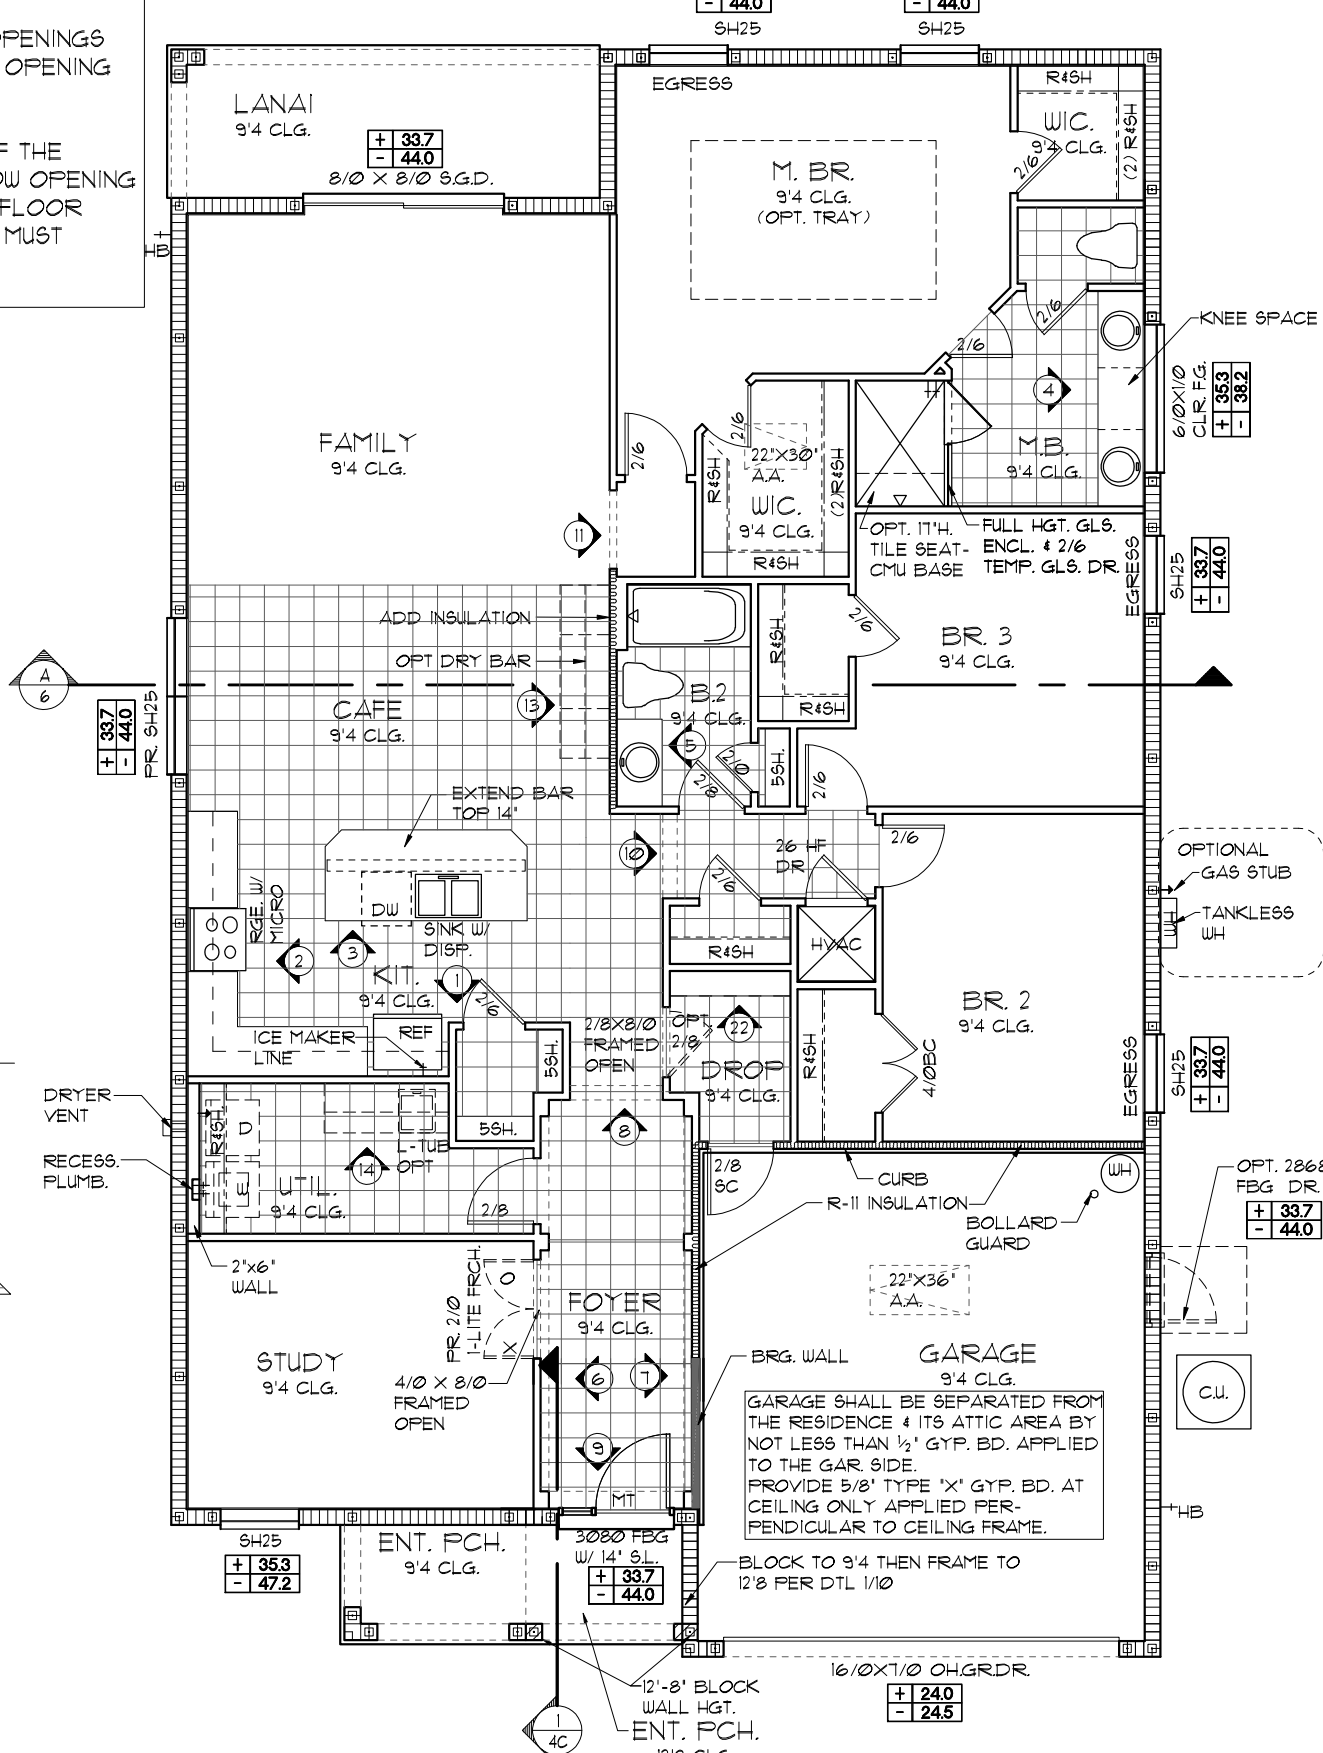 - 44.0
- 44.0
SH25
SH25
OPENINGS
OPENING
F THE
OW OPENING
FLOOR
MUST
EGRESS
R&SH
LANAI
9'4 CLG.
WIC.
9'4 CLG.
(2) R&SH
2/6
+ 33.7
- 44.0
8/0 X 8/0 S.G.D.
M. BR.
9'4 CLG.
(OPT. TRAY)
HB
2/6
KNEE SPACE
2/6
6/0X1/0
CLR. F.G.
+ 35.3
- 38.2
4
FAMILY
9'4 CLG.
2/6
2/6
M.B.
9'4 CLG.
22"X30"
A.A.
R&SH
(2)R&SH
WIC.
9'4 CLG.
R&SH
11
OPT. 17"H.
TILE SEAT-
CMU BASE
FULL HGT. GLS.
ENCL. & 2/6
TEMP. GLS. DR.
EGRESS
SH25
+ 33.7
- 44.0
ADD INSULATION
2/6
R&SH
BR. 3
9'4 CLG.
OPT DRY BAR
A
6
13
CAFE
9'4 CLG.
B.2
9'4 CLG.
R&SH
+ 33.7
- 44.0
PR. SH25
5
2/0
2/8
5SH.
2/6
EXTEND BAR
TOP 14"
10
26 HF
DR
2/6
OPTIONAL
GAS STUB
TANKLESS
WH
WH
RGE. W/
MICRO
DW
SINK W/
DISP.
2/6
R&SH
HVAC
2
3
KIT.
9'4 CLG.
1
2/6
BR. 2
9'4 CLG.
ICE MAKER
LINE
REF
5SH.
2/8X8/0
FRAMED
OPEN
OPT.
2/8
22
DROP
9'4 CLG.
R&SH
4/0BC
EGRESS
SH25
+ 33.7
- 44.0
DRYER
VENT
R&SH
D
L-TUB
OPT
5SH.
8
RECESS.
PLUMB.
W
14
UTIL.
9'4 CLG.
2/8
2/8
SC
CURB
R-11 INSULATION
WH
BOLLARD
GUARD
OPT. 2868
FBG DR.
+ 33.7
- 44.0
2"x6"
WALL
PR. 2/0
1-LITE FRCH.
O
X
FOYER
9'4 CLG.
22"X36"
A.A.
STUDY
9'4 CLG.
4/0 X 8/0
FRAMED
OPEN
6
7
BRG. WALL
GARAGE
9'4 CLG.
C.U.
GARAGE SHALL BE SEPARATED FROM
THE RESIDENCE & ITS ATTIC AREA BY
NOT LESS THAN ½" GYP. BD. APPLIED
TO THE GAR. SIDE.
PROVIDE 5/8" TYPE "X" GYP. BD. AT
CEILING ONLY APPLIED PER-
PENDICULAR TO CEILING FRAME.
9
MT
HB
SH25
+ 35.3
- 47.2
ENT. PCH.
9'4 CLG.
3080 FBG
W/ 14" S.L.
+ 33.7
- 44.0
BLOCK TO 9'4 THEN FRAME TO
12'8 PER DTL 1/10
16/0X7/0 OH.GR.DR.
+ 24.0
- 24.5
12'-8" BLOCK
WALL HGT.
1
4C
ENT. PCH.